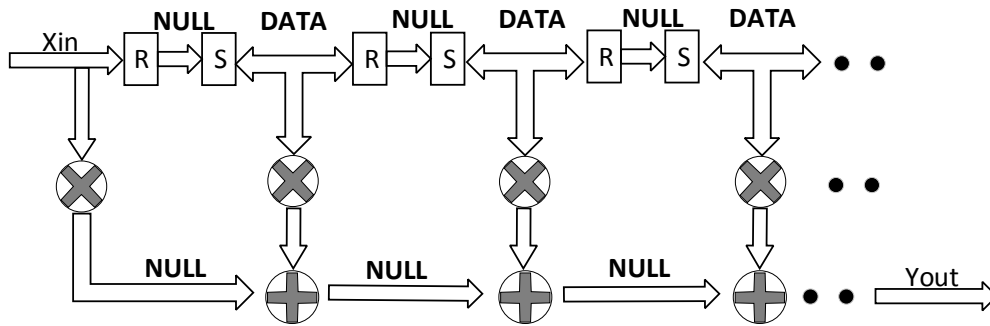 NULL DATA NULL DATA NULL DATA
Xin R S R S R S
NULL NULL NULL
Yout